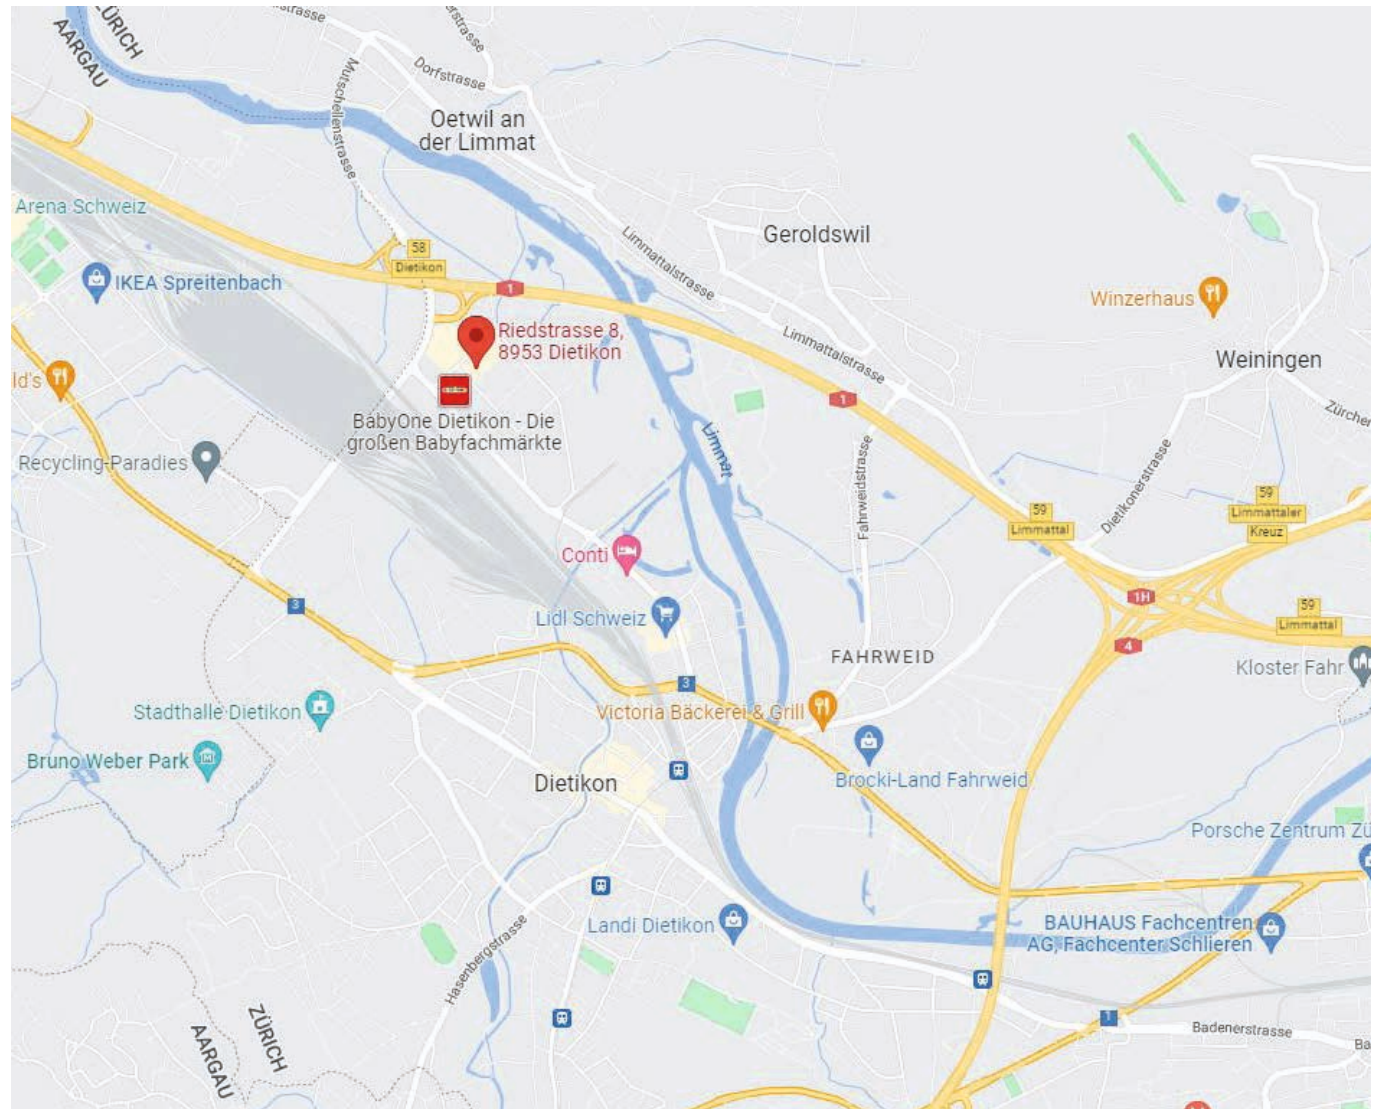 ZÜRICH
AARGAU
strasse
rstrasse
Dorfstrasse
Mutschellenstrasse
Oetwil an
der Limmat
Arena Schweiz
Geroldswil
58
Dietikon
IKEA Spreitenbach
1
Limmattalstrasse
Winzerhaus
Riedstrasse 8,
8953 Dietikon
Limmattalstrasse
Weiningen
ld's
1
BabyOne Dietikon - Die
großen Babyfachmärkte
Zürcher
Limmat
Recycling-Paradies
Fahrweidstrasse
Dietikonerstrasse
59
Limmattal
59
Limmattaler
Kreuz
Conti
3
1H
Lidl Schweiz
59
Limmattal
4
FAHRWEID
Kloster Fahr
3
Stadthalle Dietikon
Victoria Bäckerei & Grill
Bruno Weber Park
Dietikon
Brocki-Land Fahrweid
Porsche Zentrum Zü
Landi Dietikon
BAUHAUS Fachcentren
AG, Fachcenter Schlieren
Hasenbergstrasse
1
Badenerstrasse
Ba
ZÜRICH
AARGAU